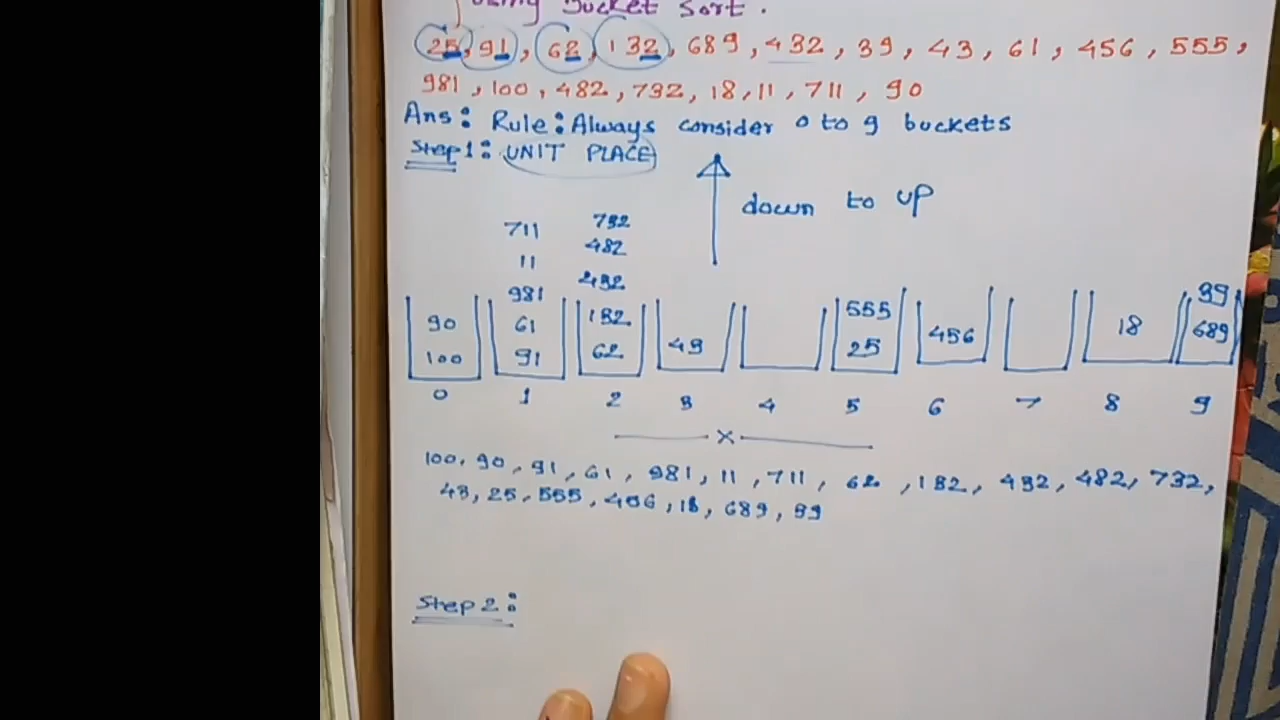 using Bucket Sort.
25, 91, 62, 132, 689, 432, 39, 43, 61, 456, 555,
981, 100, 482, 732, 18, 11, 711, 90
Ans: Rule: Always consider 0 to 9 buckets
Step 1: UNIT PLACE
down to up
711 732
11 482
981 432
90 61 132 555 456 18 39
100 91 62 43 25 689
0 1 2 3 4 5 6 7 8 9
x
100, 90, 91, 61, 981, 11, 711, 62, 132, 432, 482, 732,
43, 25, 555, 456, 18, 689, 39
Step 2: